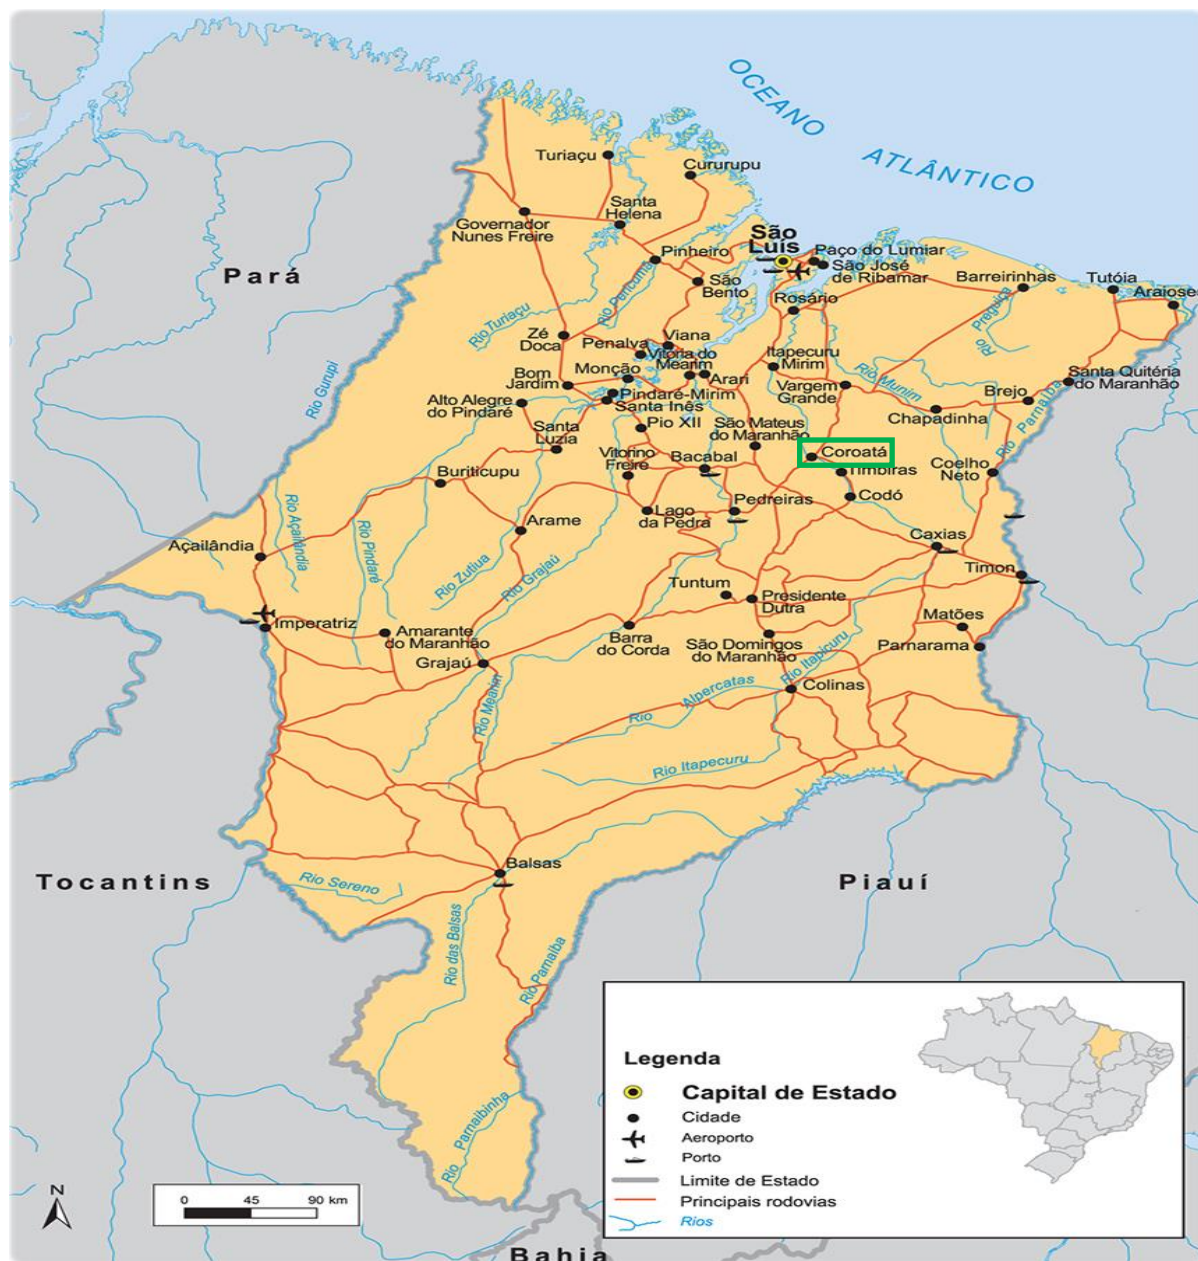 OCEANO
ATLÂNTICO
Turiaçu
Cururupu
Santa
Helena
Governador
Nunes Freire
São
Luís
Paço do Lumiar
São José
de Ribamar
Pinheiro
Pará
São
Bento
Rio Pericumã
Barreirinhas
Tutóia
Araioses
Rosário
Rio Turiaçu
Rio Preguiça
Zé
Doca
Penalva
Viana
Vitória do
Mearim
Itapecuru
Mirim
Rio Munim
Monção
Arari
Bom
Jardim
Vargem
Grande
Santa Quitéria
do Maranhão
Brejo
Rio Gurupi
Pindaré-Mirim
Santa Inês
Alto Alegre
do Pindaré
Chapadinha
Rio Parnaíba
Pio XII
São Mateus
do Maranhão
Santa
Luzia
Coroatá
Vitorino
Freire
Bacabal
Timbiras
Coelho
Neto
Buriticupu
Codó
Pedreiras
Lago
da Pedra
Rio Açailândia
Rio Pindaré
Arame
Açailândia
Caxias
Rio Zutiua
Rio Grajaú
Timon
Tuntum
Presidente
Dutra
Imperatriz
Amarante
do Maranhão
Barra
do Corda
Matões
São Domingos
do Maranhão
Parnarama
Grajaú
Rio Itapicuru
Colinas
Rio Alpercatas
Rio Mearim
Rio Itapecuru
Balsas
Tocantins
Rio Sereno
Piauí
Rio das Balsas
Rio Parnaíba
Rio Parnaibinha
Legenda
Capital de Estado
Cidade
Aeroporto
Porto
Limite de Estado
Principais rodovias
Rios
N
0 45 90 km
Bahia